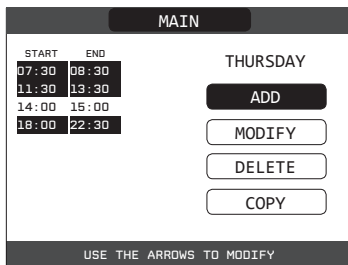 MAIN
START END
07:30 08:30
11:30 13:30
14:00 15:00
18:00 22:30
THURSDAY
ADD
MODIFY
DELETE
COPY
USE THE ARROWS TO MODIFY